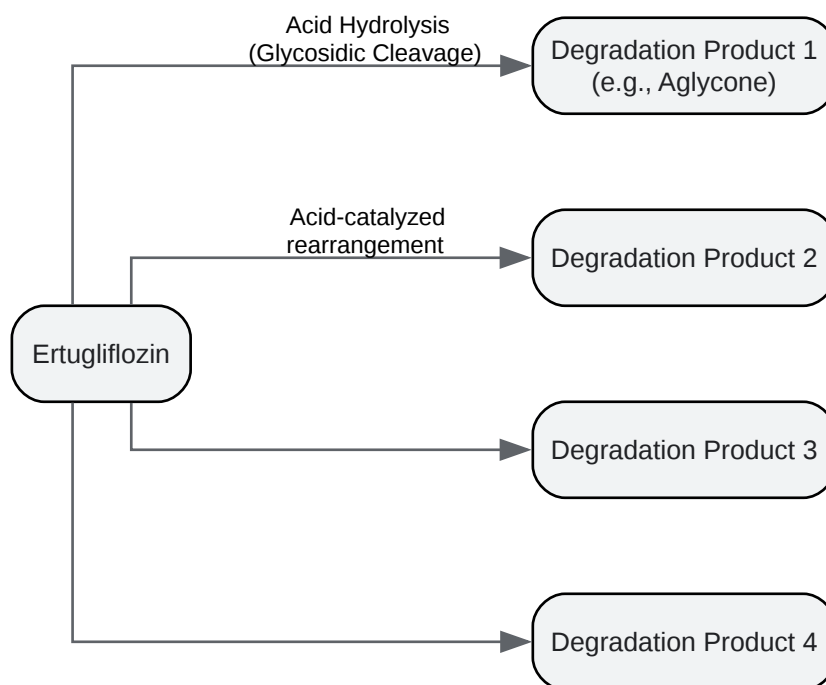 Acid Hydrolysis
(Glycosidic Cleavage)
Degradation Product 1
(e.g., Aglycone)
Acid-catalyzed
rearrangement
Degradation Product 2
Ertugliflozin
Degradation Product 3
Degradation Product 4